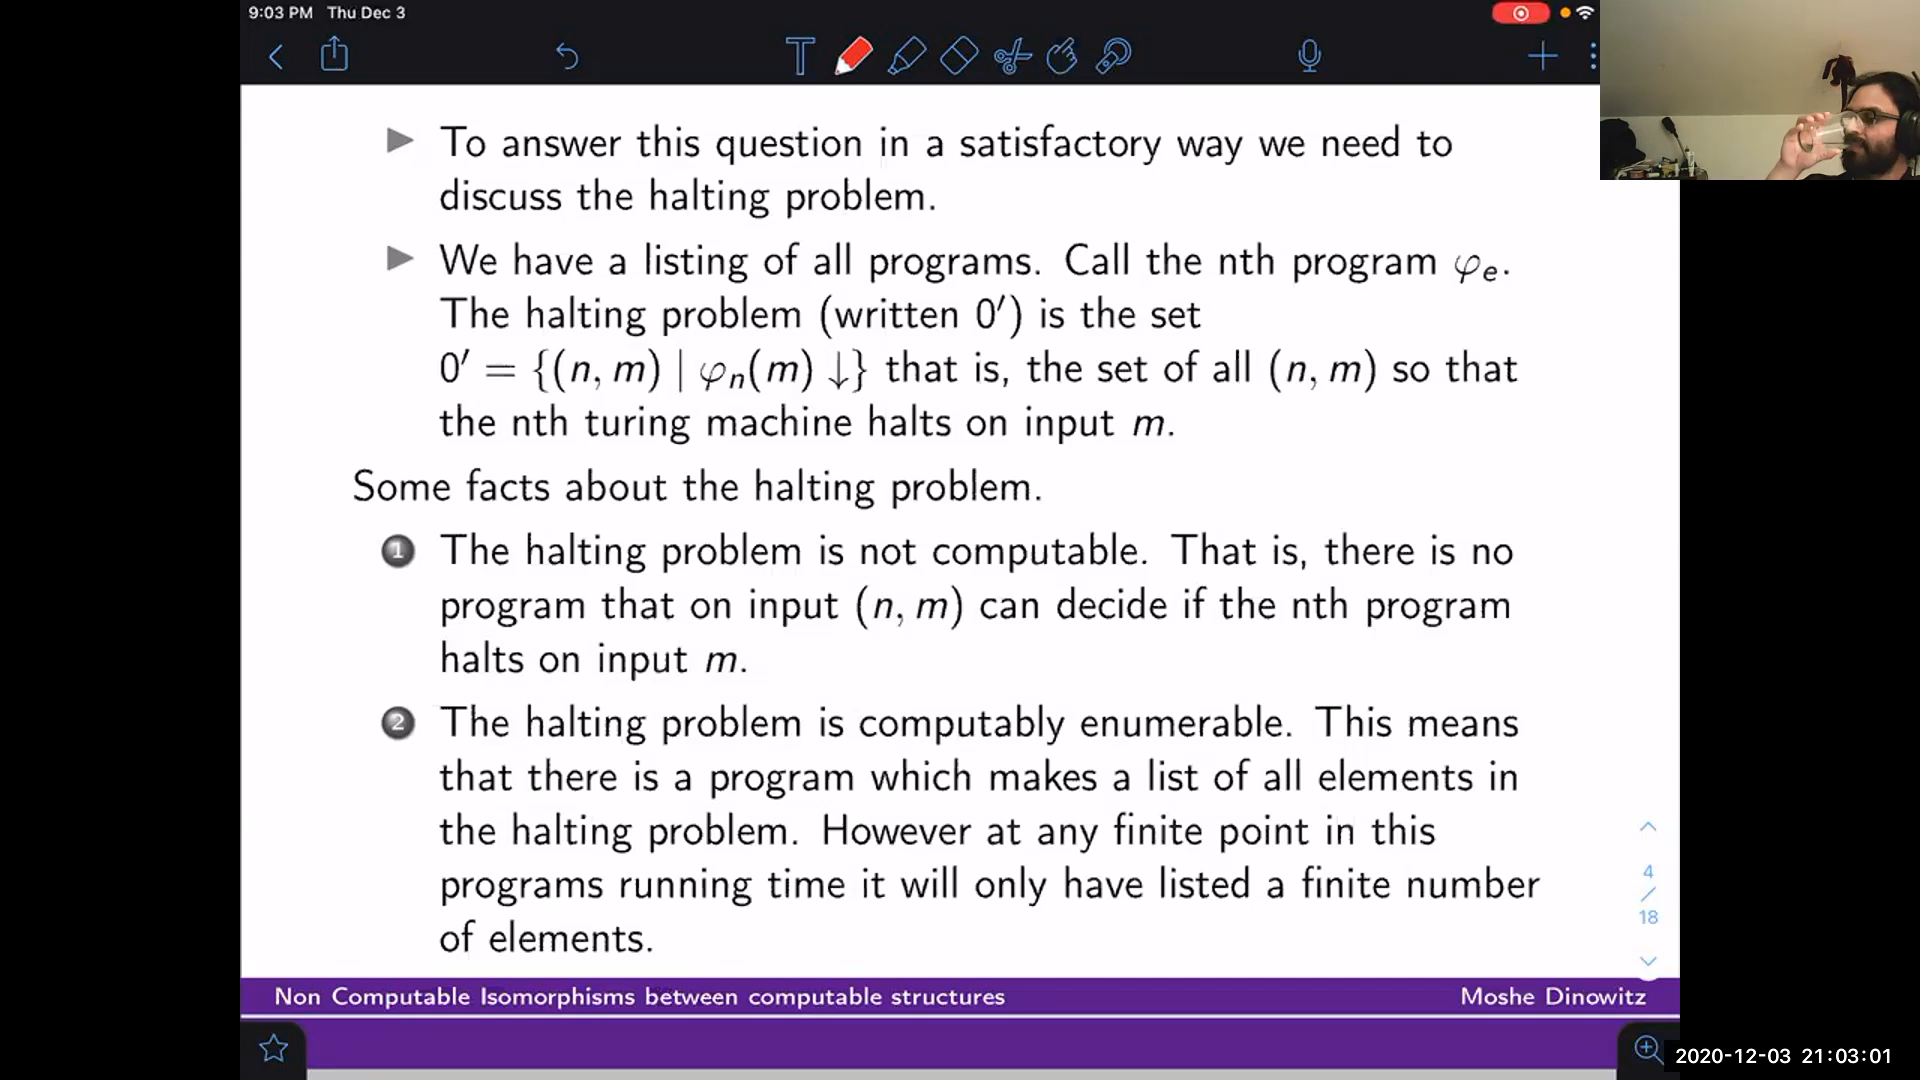 9:03 PM Thu Dec 3
To answer this question in a satisfactory way we need to
discuss the halting problem.
We have a listing of all programs. Call the nth program φₑ.
The halting problem (written 0′) is the set
0′ = {(n, m) | φₙ(m) ↓} that is, the set of all (n, m) so that
the nth turing machine halts on input m.
Some facts about the halting problem.
1 The halting problem is not computable. That is, there is no
program that on input (n, m) can decide if the nth program
halts on input m.
2 The halting problem is computably enumerable. This means
that there is a program which makes a list of all elements in
the halting problem. However at any finite point in this
programs running time it will only have listed a finite number
of elements.
4
/
18
Non Computable Isomorphisms between computable structures Moshe Dinowitz
2020-12-03 21:03:01